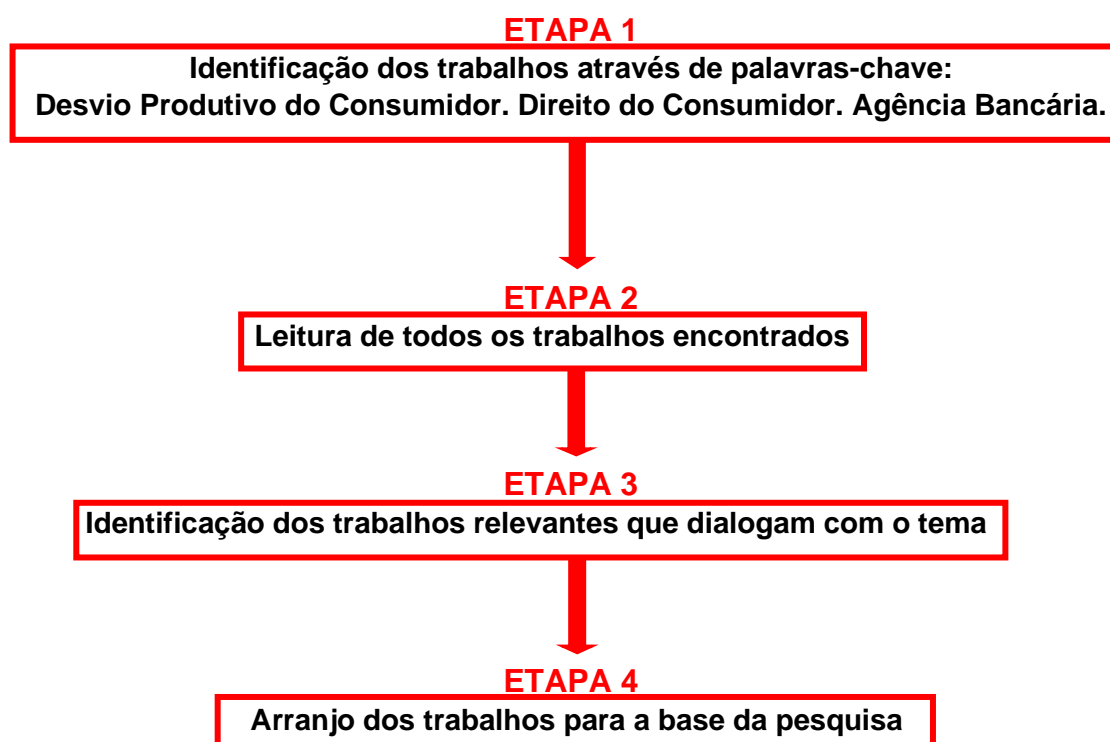 ETAPA 1
Identificação dos trabalhos através de palavras-chave:
Desvio Produtivo do Consumidor. Direito do Consumidor. Agência Bancária.
ETAPA 2
Leitura de todos os trabalhos encontrados
ETAPA 3
Identificação dos trabalhos relevantes que dialogam com o tema
ETAPA 4
Arranjo dos trabalhos para a base da pesquisa